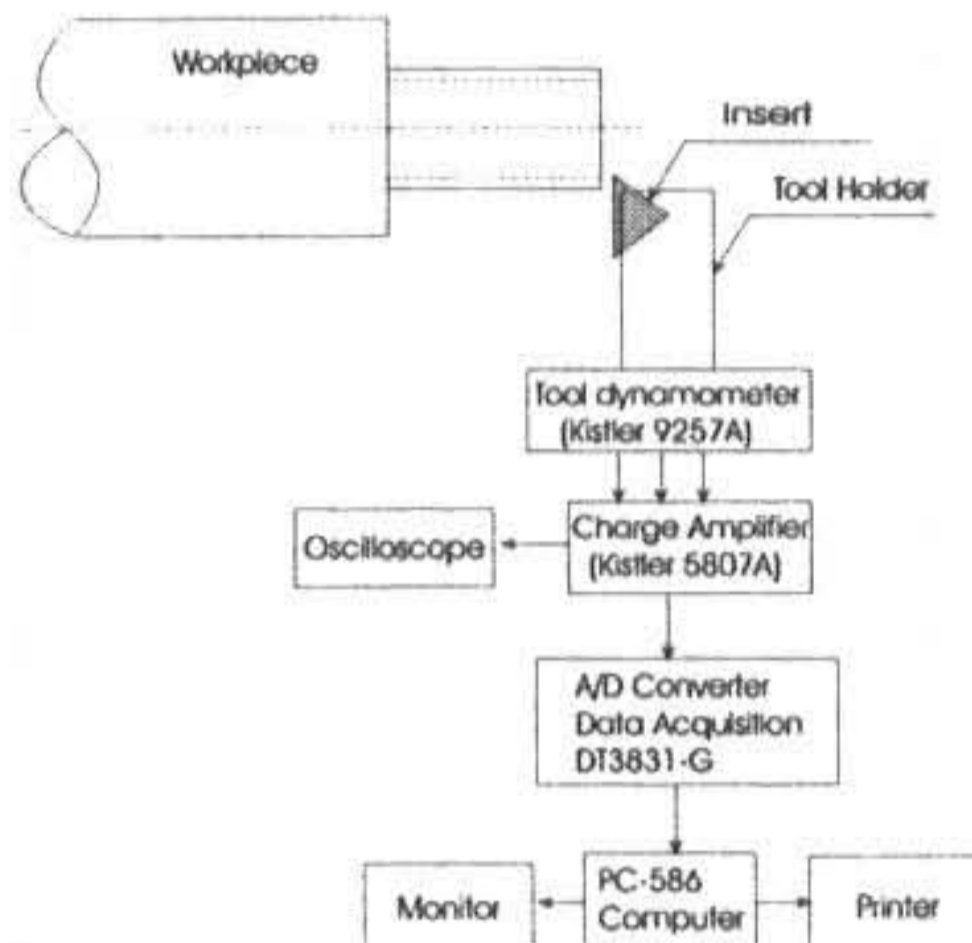 Workpiece
Insert
Tool Holder
Tool dynamometer
(Kistler 9257A)
Oscilloscope
Charge Amplifier
(Kistler 5807A)
A/D Converter
Data Acquisition
DT3831-G
Monitor
PC-586
Computer
Printer